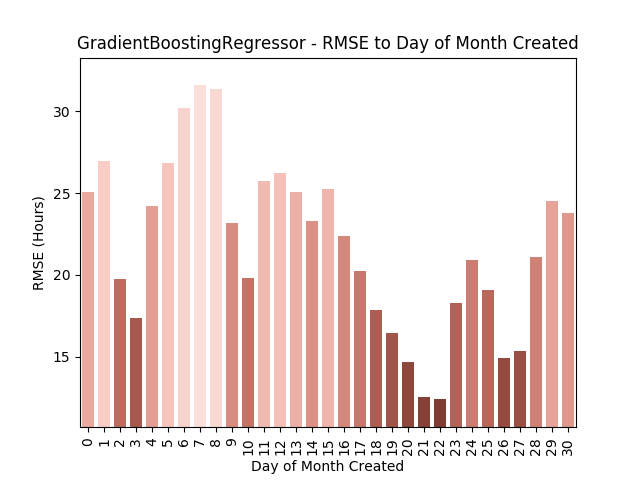 GradientBoostingRegressor - RMSE to Day of Month Created
30
25
20
15
RMSE (Hours)
0 1 2 3 4 5 6 7 8 9 10 11 12 13 14 15 16 17 18 19 20 21 22 23 24 25 26 27 28 29 30
Day of Month Created